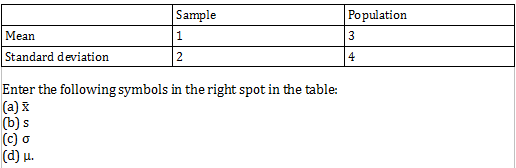 Sample Population
Mean 1 3
Standard deviation 2 4
Enter the following symbols in the right spot in the table:
(a) x̄
(b) s
(c) σ
(d) μ.